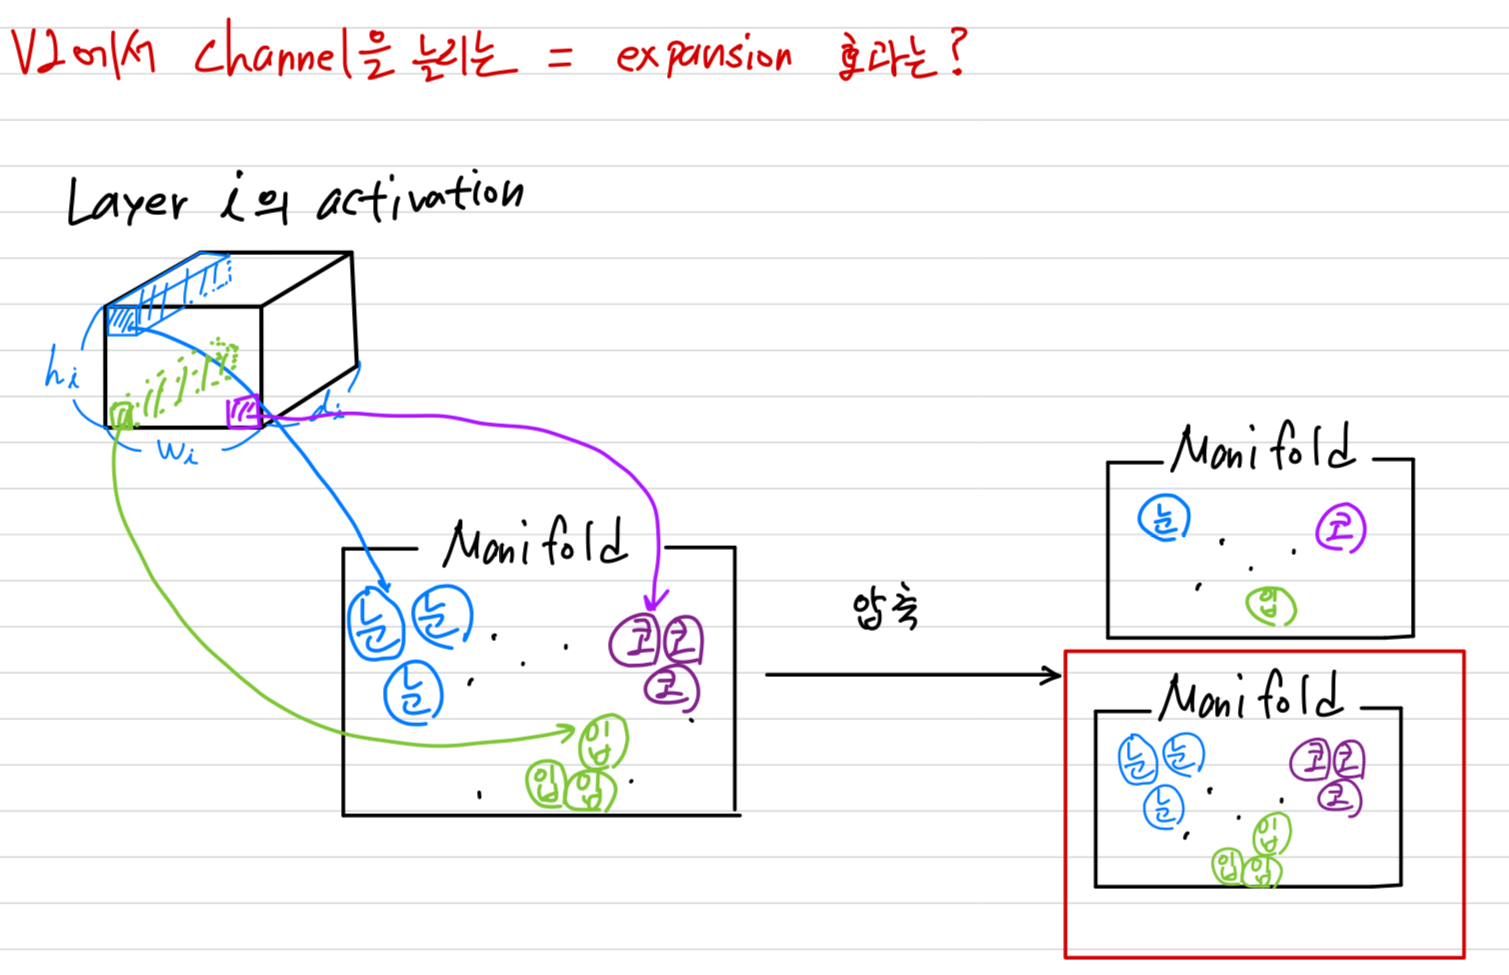 V2에서 channel을 늘리는 = expansion 효과는?
Layer i의 activation
hi
wi
di
Manifold
눈 눈
눈
코 코
코
입
입 입
압축
Manifold
눈
코
입
Manifold
눈 눈
눈
코 코
코
입
입 입